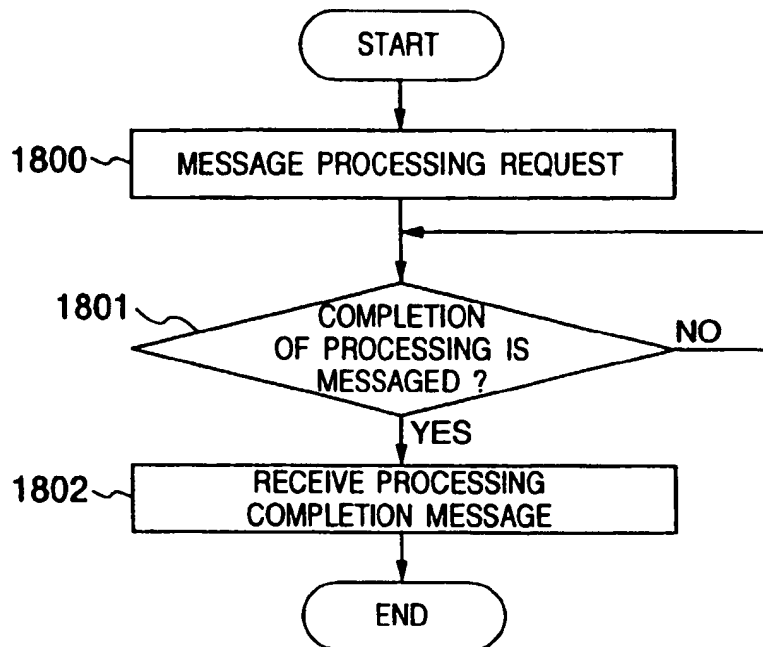 START
1800
MESSAGE PROCESSING REQUEST
1801
COMPLETION
OF PROCESSING IS
MESSAGED ?
NO
YES
1802
RECEIVE PROCESSING
COMPLETION MESSAGE
END